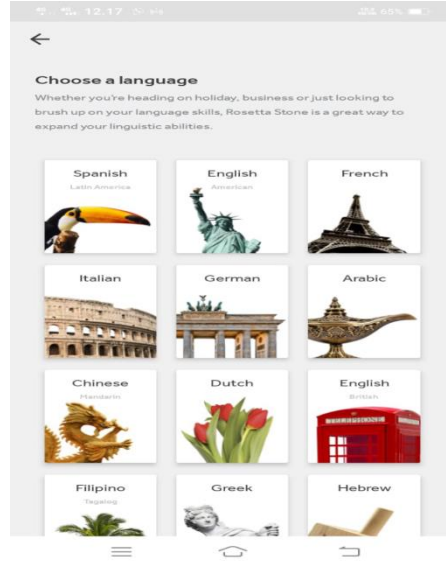 12.17
65%
Choose a language
Whether you're heading on holiday, business or just looking to
brush up on your language skills, Rosetta Stone is a great way to
expand your linguistic abilities.
Spanish English French
Latin America American
Italian German Arabic
Chinese Dutch English
Mandarin British
TELEPHONE
Filipino Greek Hebrew
Tagalog